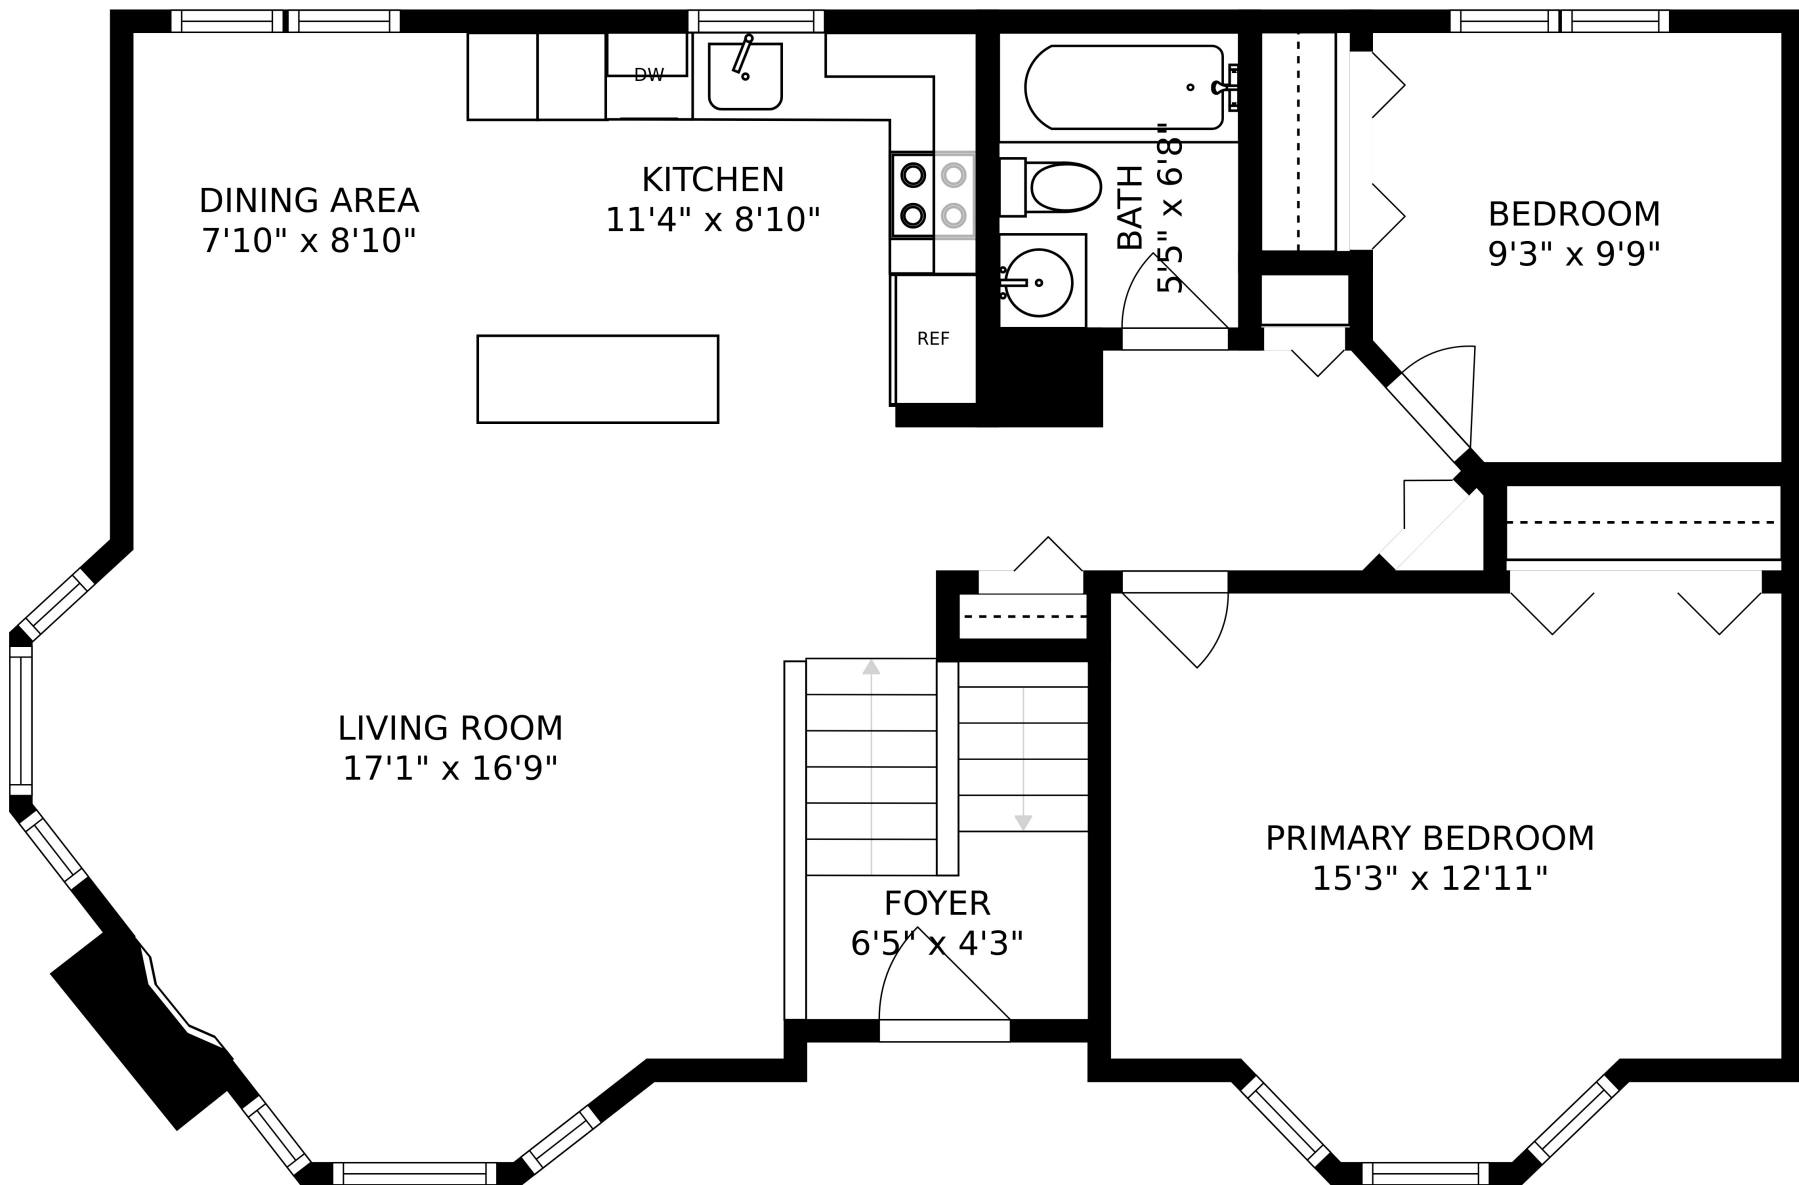 DW
KITCHEN
11'4" x 8'10"
DINING AREA
7'10" x 8'10"
BATH
5'5" x 6'8"
BEDROOM
9'3" x 9'9"
REF
LIVING ROOM
17'1" x 16'9"
PRIMARY BEDROOM
15'3" x 12'11"
FOYER
6'5" x 4'3"